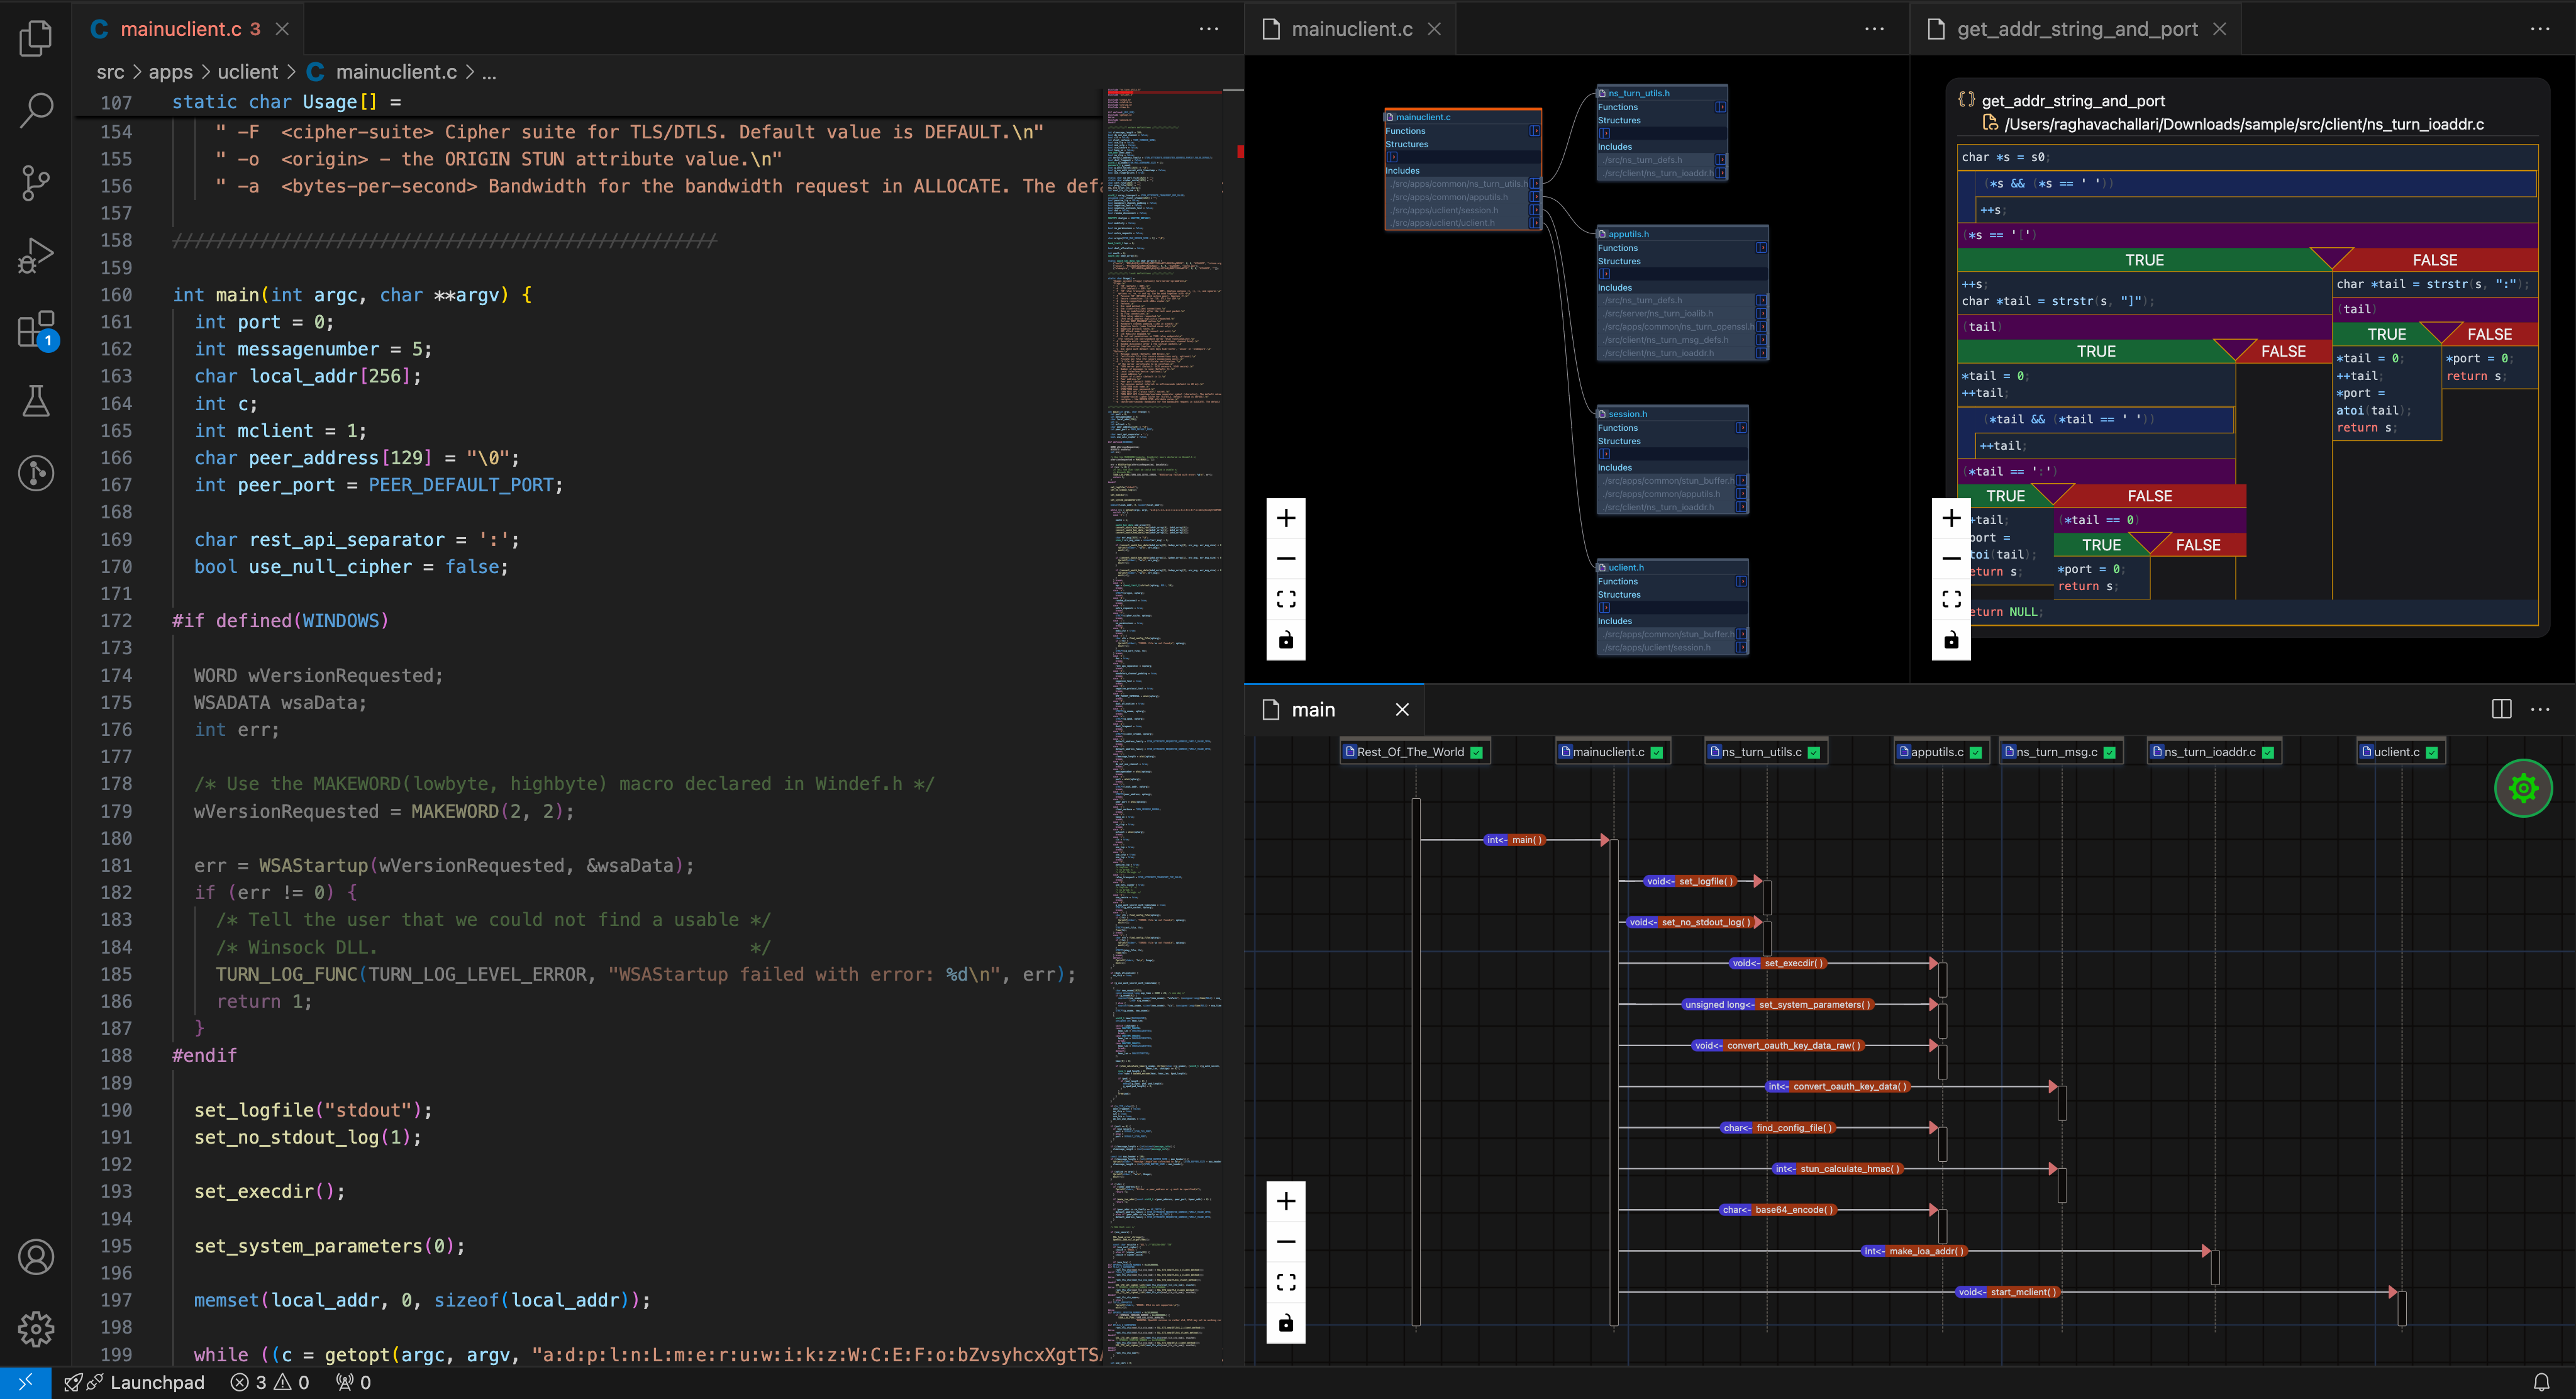 mainuclient.c 3
src > apps > uclient > C mainuclient.c > ...
107 static char Usage[] =
154 " -F <cipher-suite> Cipher suite for TLS/DTLS. Default value is DEFAULT.\n"
155 " -o <origin> - the ORIGIN STUN attribute value.\n"
156 " -a <bytes-per-second> Bandwidth for the bandwidth request in ALLOCATE. The defa
157
158 //////////////////////////////////////////////////
159
160 int main(int argc, char **argv) {
161 int port = 0;
162 int messagenumber = 5;
163 char local_addr[256];
164 int c;
165 int mclient = 1;
166 char peer_address[129] = "\0";
167 int peer_port = PEER_DEFAULT_PORT;
168
169 char rest_api_separator = ':';
170 bool use_null_cipher = false;
171
172 #if defined(WINDOWS)
173
174 WORD wVersionRequested;
175 WSADATA wsaData;
176 int err;
177
178 /* Use the MAKEWORD(lowbyte, highbyte) macro declared in Windef.h */
179 wVersionRequested = MAKEWORD(2, 2);
180
181 err = WSAStartup(wVersionRequested, &wsaData);
182 if (err != 0) {
183 /* Tell the user that we could not find a usable */
184 /* Winsock DLL. */
185 TURN_LOG_FUNC(TURN_LOG_LEVEL_ERROR, "WSAStartup failed with error: %d\n", err);
186 return 1;
187 }
188 #endif
189
190 set_logfile("stdout");
191 set_no_stdout_log(1);
192
193 set_execdir();
194
195 set_system_parameters(0);
196
197 memset(local_addr, 0, sizeof(local_addr));
198
199 while ((c = getopt(argc, argv, "a:d:p:l:n:L:m:e:r:u:w:i:k:z:W:C:E:F:o:bZvsyhcxXgtTSA
1
Launchpad 3 0 0
mainuclient.c
mainuclient.c
Functions
Structures
Includes
./src/apps/common/ns_turn_utils.h
./src/apps/common/apputils.h
./src/apps/uclient/session.h
./src/apps/uclient/uclient.h
ns_turn_utils.h
Functions
Structures
Includes
./src/ns_turn_defs.h
./src/client/ns_turn_ioaddr.h
apputils.h
Functions
Structures
Includes
./src/ns_turn_defs.h
./src/server/ns_turn_ioalib.h
./src/apps/common/ns_turn_openssl.h
./src/client/ns_turn_msg_defs.h
./src/client/ns_turn_ioaddr.h
session.h
Functions
Structures
Includes
./src/apps/common/stun_buffer.h
./src/apps/common/apputils.h
./src/client/ns_turn_ioaddr.h
uclient.h
Functions
Structures
Includes
./src/apps/common/stun_buffer.h
./src/apps/uclient/session.h
get_addr_string_and_port
{} get_addr_string_and_port
/Users/raghavachallari/Downloads/sample/src/client/ns_turn_ioaddr.c
char *s = s0;
(*s && (*s == ' '))
++s;
(*s == '[')
TRUE FALSE
++s;
char *tail = strstr(s, "]");
(tail)
TRUE FALSE
*tail = 0;
++tail;
(*tail && (*tail == ' '))
++tail;
(*tail == ':')
TRUE FALSE
+tail;
port =
toi(tail);
eturn s;
(*tail == 0)
TRUE FALSE
*port = 0;
return s;
char *tail = strstr(s, ":");
(tail)
TRUE FALSE
*tail = 0;
++tail;
*port =
atoi(tail);
return s;
*port = 0;
return s;
eturn NULL;
main
Rest_Of_The_World
mainuclient.c
ns_turn_utils.c
apputils.c
ns_turn_msg.c
ns_turn_ioaddr.c
uclient.c
int<- main( )
void<- set_logfile( )
void<- set_no_stdout_log( )
void<- set_execdir( )
unsigned long<- set_system_parameters( )
void<- convert_oauth_key_data_raw( )
int<- convert_oauth_key_data( )
char<- find_config_file( )
int<- stun_calculate_hmac( )
char<- base64_encode( )
int<- make_ioa_addr( )
void<- start_mclient( )